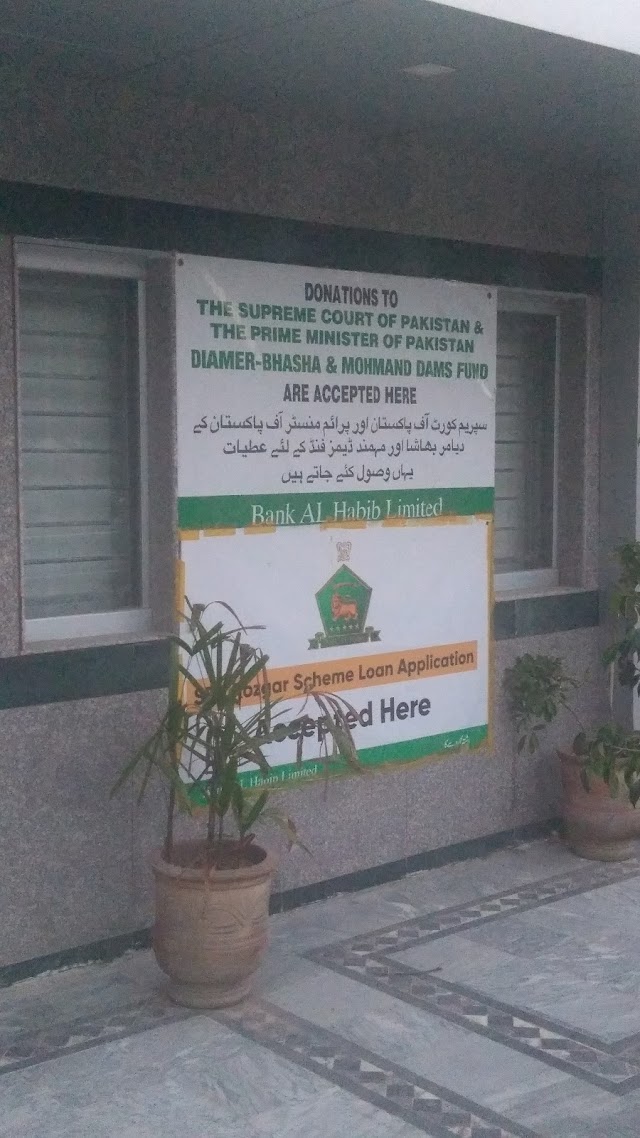 DONATIONS TO
THE SUPREME COURT OF PAKISTAN &
THE PRIME MINISTER OF PAKISTAN
DIAMER-BHASHA & MOHMAND DAMS FUND
ARE ACCEPTED HERE
سپریم کورٹ آف پاکستان اور پرائم منسٹر آف پاکستان کے
دیامر بھاشا اور مہمند ڈیمز فنڈ کے لئے عطیات
یہاں وصول کئے جاتے ہیں
Bank AL Habib Limited
Scheme Loan Application
Accepted Here
Habib Limited